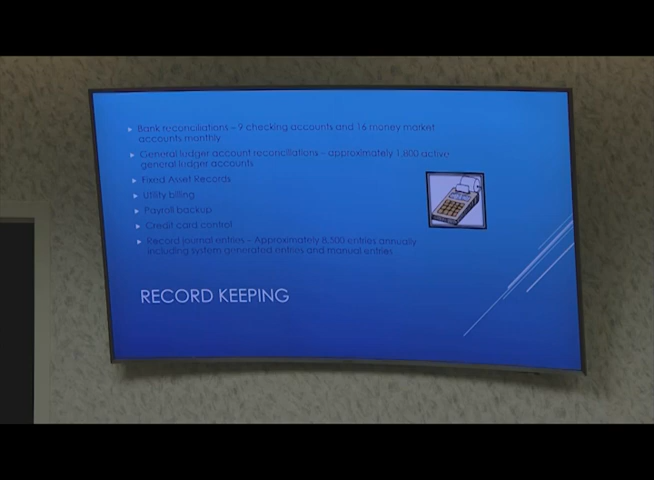 Bank reconciliations – 9 checking accounts and 16 money market
accounts monthly
General ledger account reconciliations – approximately 1,800 active
general ledger accounts
Fixed Asset Records
Utility billing
Payroll backup
Credit card control
Record journal entries – Approximately 8,500 entries annually
including system generated entries and manual entries
RECORD KEEPING